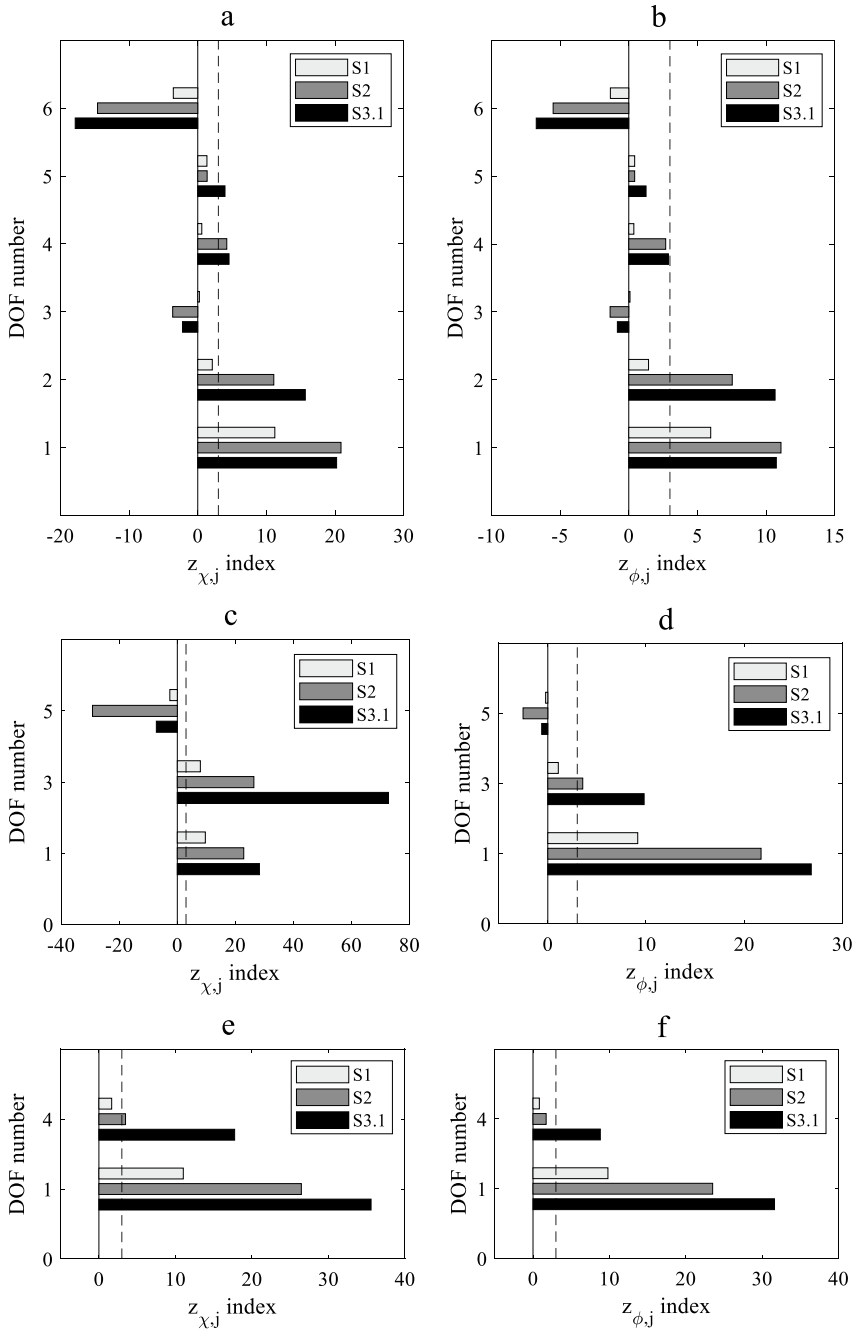 a
S1
S2
S3.1
6
5
4
3
2
1
DOF number
-20 -10 0 10 20 30
z χ,j index
b
S1
S2
S3.1
6
5
4
3
2
1
DOF number
-10 -5 0 5 10 15
z ϕ,j index
c
S1
S2
S3.1
5
3
1
0
DOF number
-40 -20 0 20 40 60 80
z χ,j index
d
S1
S2
S3.1
5
3
1
0
DOF number
0 10 20 30
z ϕ,j index
e
S1
S2
S3.1
4
1
0
DOF number
0 10 20 30 40
z χ,j index
f
S1
S2
S3.1
4
1
0
DOF number
0 10 20 30 40
z ϕ,j index